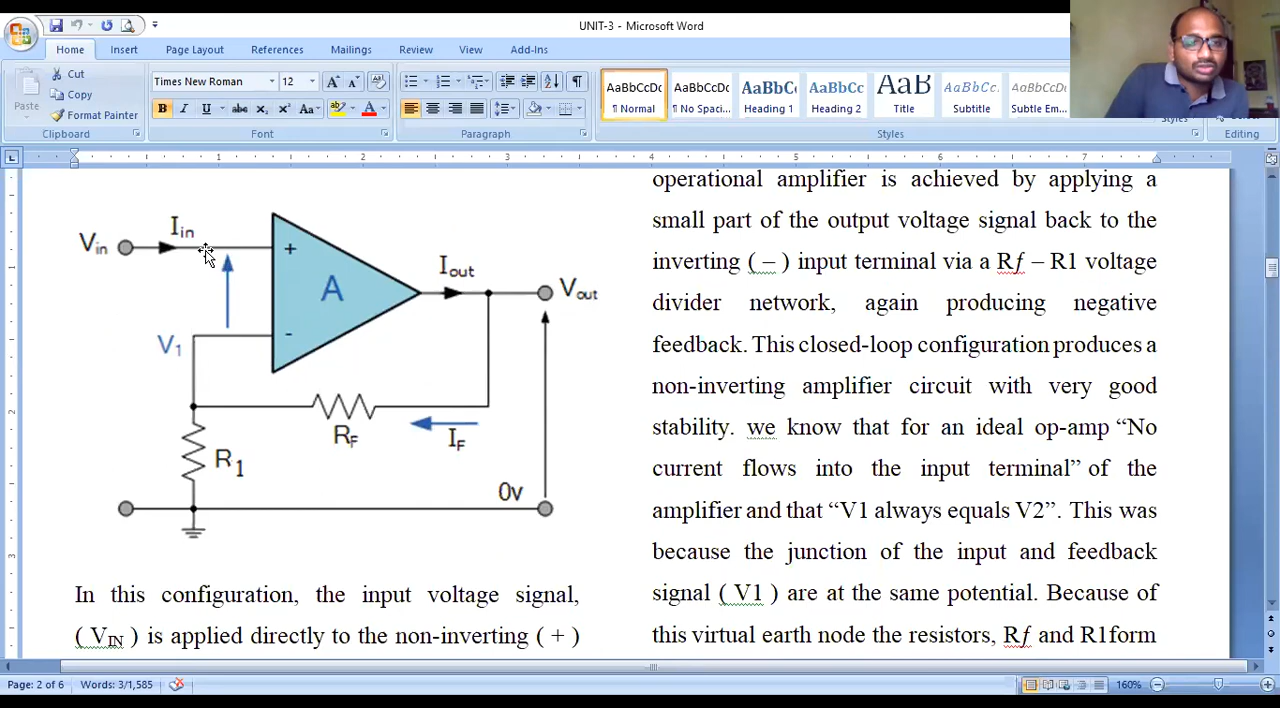 UNIT-3 - Microsoft Word
Home Insert Page Layout References Mailings Review View Add-Ins
Paste
Cut
Copy
Format Painter
Clipboard
Times New Roman 12
Font
Paragraph
AaBbCcDc AaBbCcDc AaBbC AaBbCc AaB AaBbCc. AaBbCcDc
¶ Normal ¶ No Spaci... Heading 1 Heading 2 Title Subtitle Subtle Em...
Styles
Editing
1 2 3 4 5 6 7
Vin
Iin
+
A
-
V1
Iout
Vout
RF
IF
R1
0v
In this configuration, the input voltage signal,
( VIN ) is applied directly to the non-inverting ( + )
operational amplifier is achieved by applying a
small part of the output voltage signal back to the
inverting ( – ) input terminal via a Rƒ – R1 voltage
divider network, again producing negative
feedback. This closed-loop configuration produces a
non-inverting amplifier circuit with very good
stability. we know that for an ideal op-amp “No
current flows into the input terminal” of the
amplifier and that “V1 always equals V2”. This was
because the junction of the input and feedback
signal ( V1 ) are at the same potential. Because of
this virtual earth node the resistors, Rƒ and R1form
Page: 2 of 6 Words: 3/1,585 160%